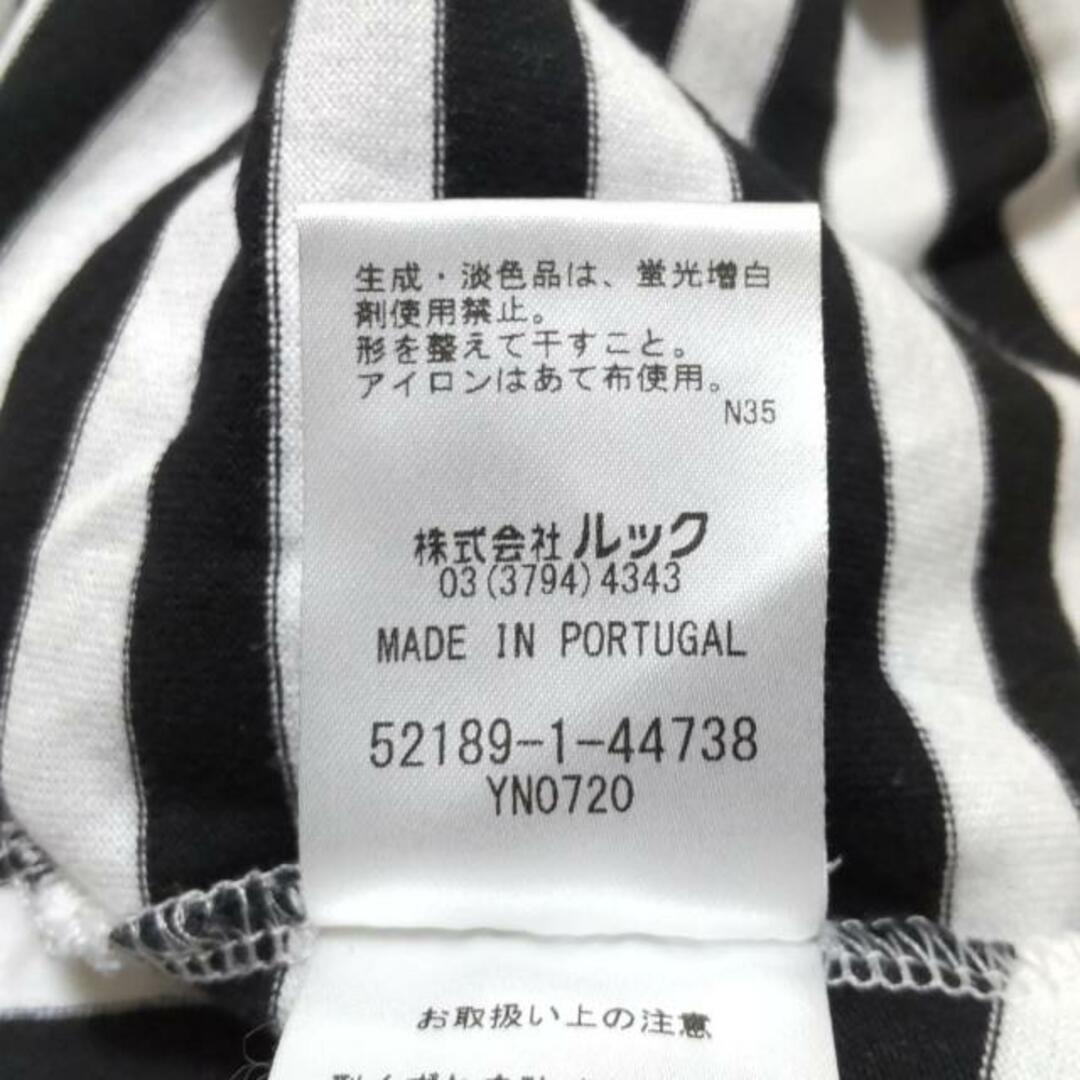 生成・淡色品は、蛍光増白
剤使用禁止。
形を整えて干すこと。
アイロンはあて布使用。
N35
株式会社ルック
03(3794)4343
MADE IN PORTUGAL
52189-1-44738
YN0720
お取扱い上の注意